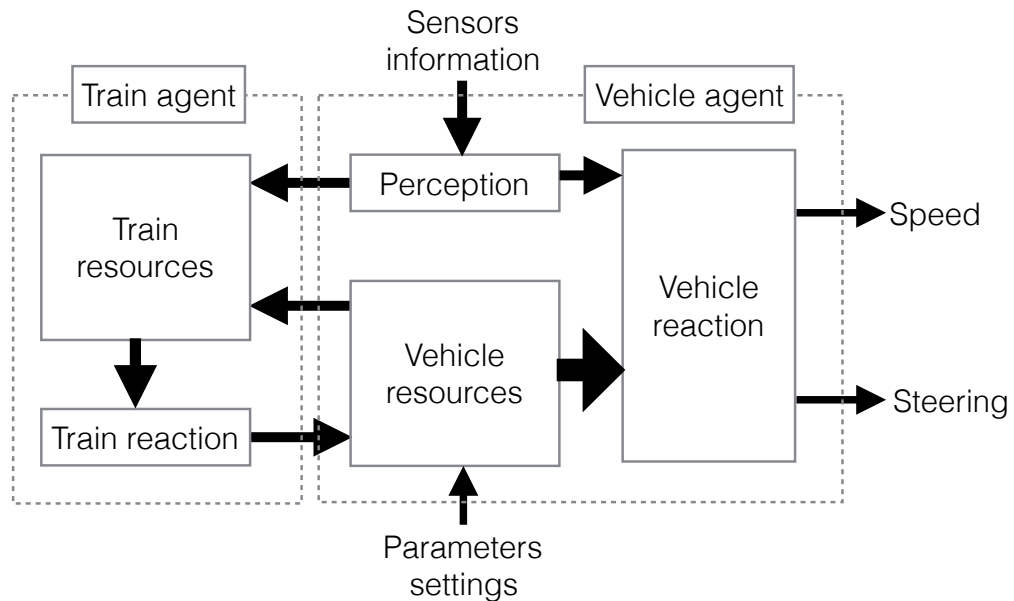 Sensors
information
Train agent
Vehicle agent
Perception
Train
resources
Speed
Vehicle
reaction
Vehicle
resources
Steering
Train reaction
Parameters
settings